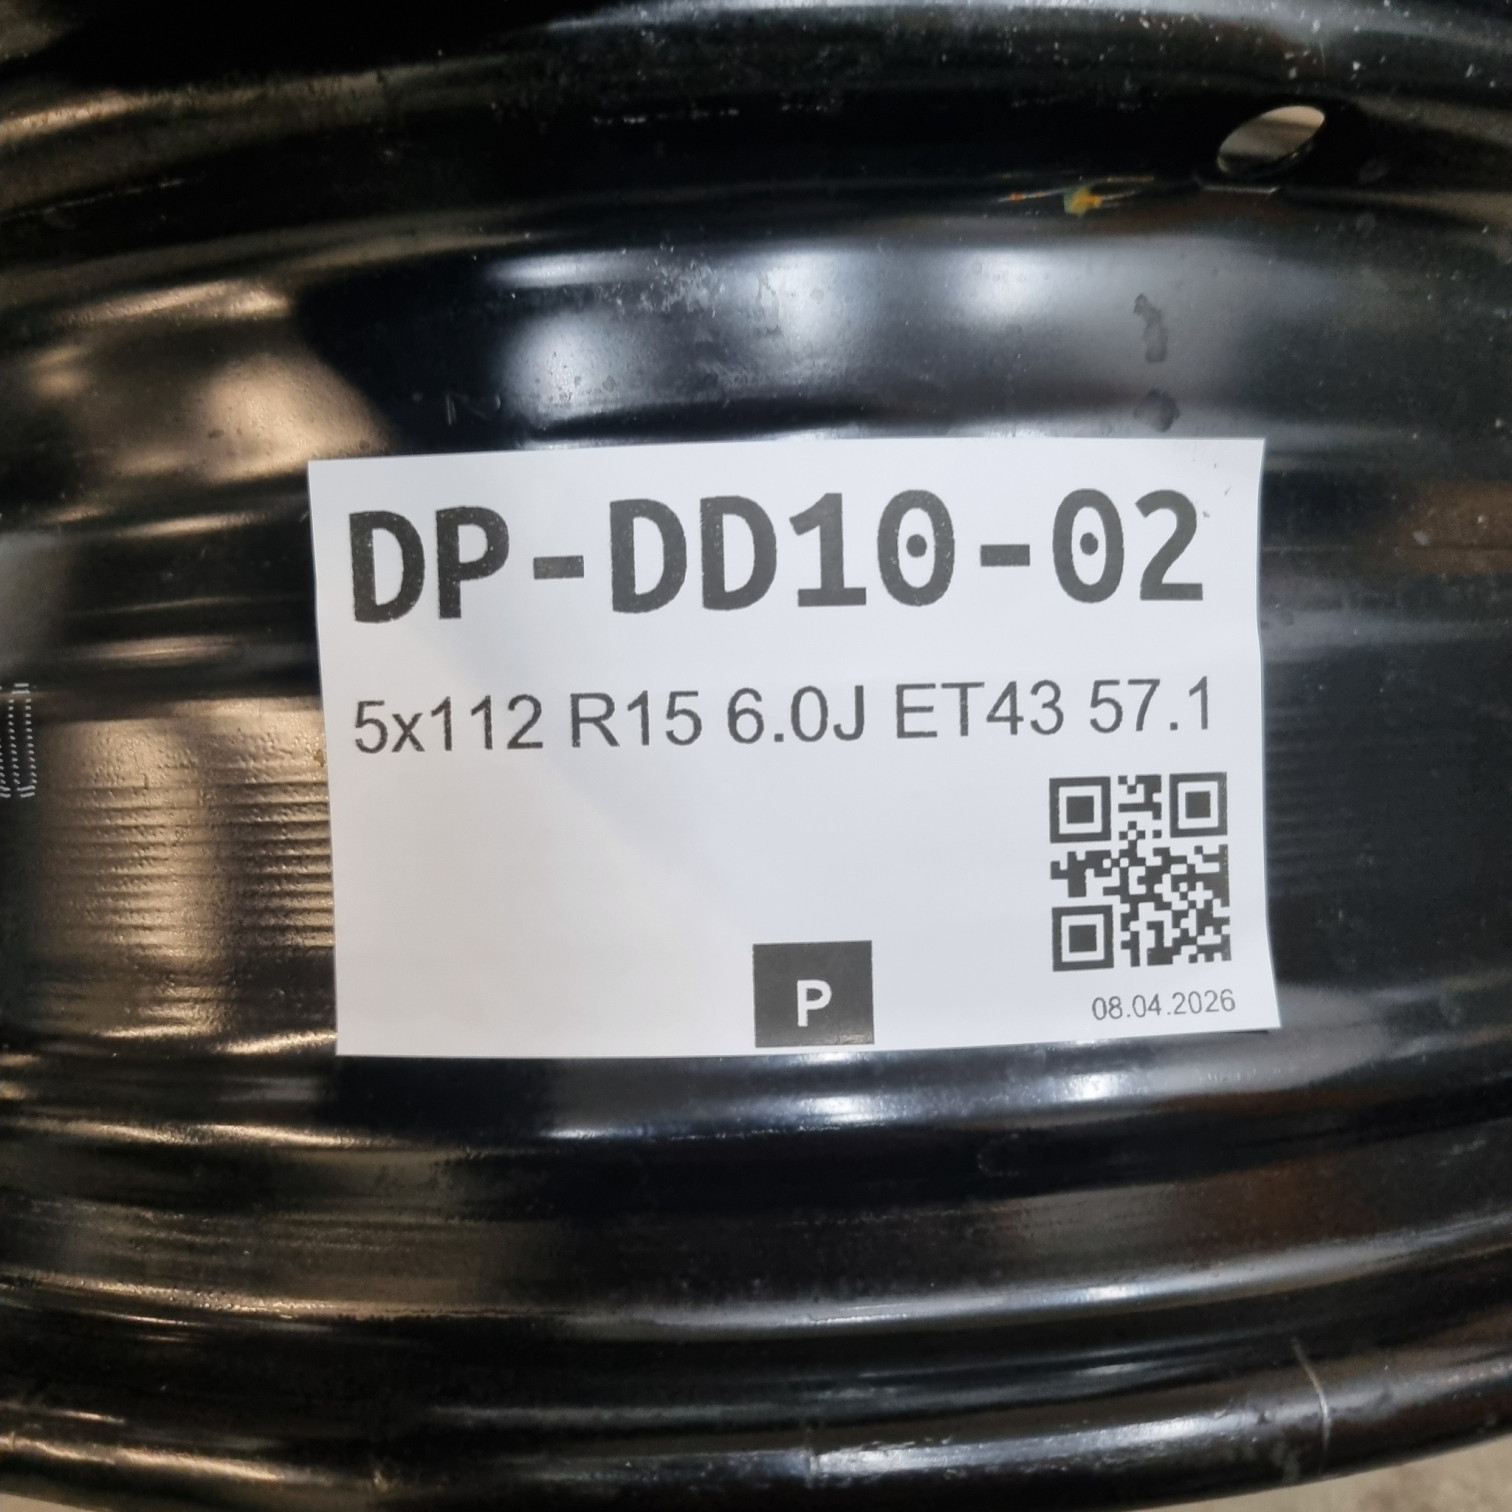 DP-DD10-02
5x112 R15 6.0J ET43 57.1
P
08.04.2026